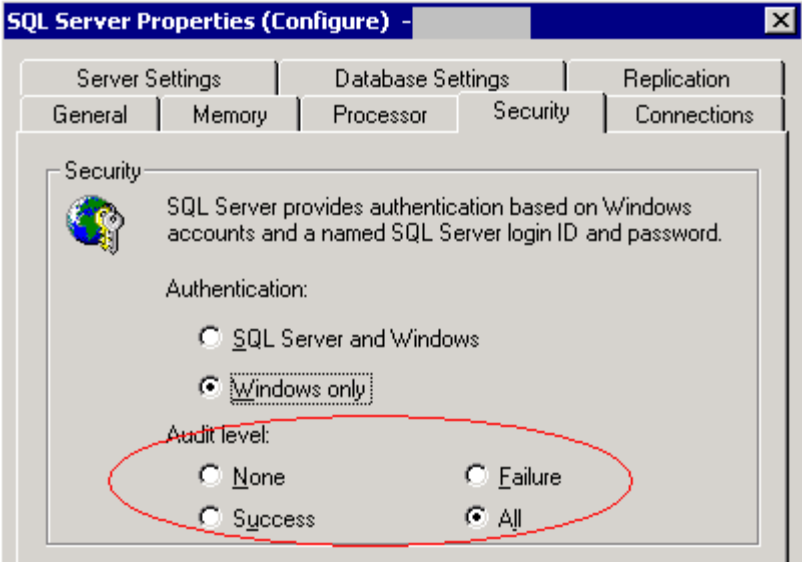 SQL Server Properties (Configure) -
Server Settings Database Settings Replication
General Memory Processor Security Connections
Security
SQL Server provides authentication based on Windows
accounts and a named SQL Server login ID and password.
Authentication:
SQL Server and Windows
Windows only
Audit level:
None Failure
Success All